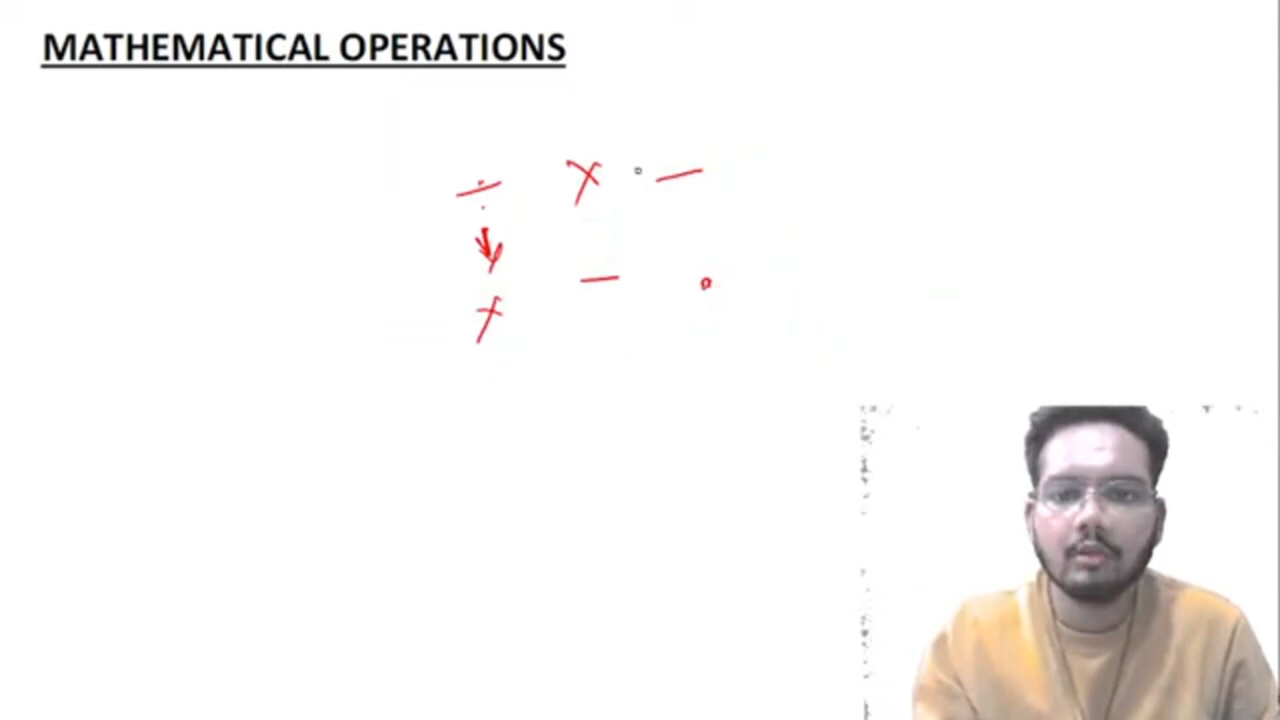 MATHEMATICAL OPERATIONS
÷ × −
− 
×